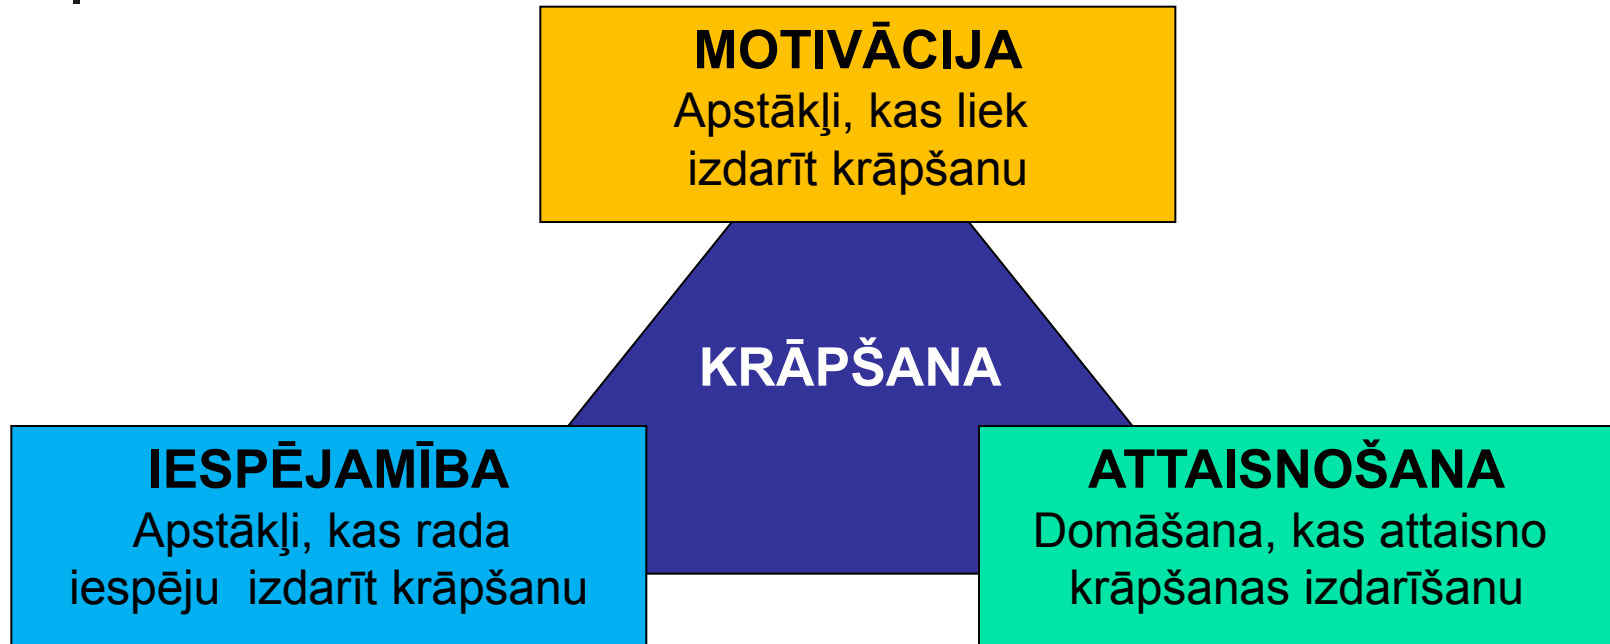 MOTIVĀCIJA
Apstākļi, kas liek
izdarīt krāpšanu
KRĀPŠANA
IESPĒJAMĪBA
Apstākļi, kas rada
iespēju  izdarīt krāpšanu
ATTAISNOŠANA
Domāšana, kas attaisno
krāpšanas izdarīšanu